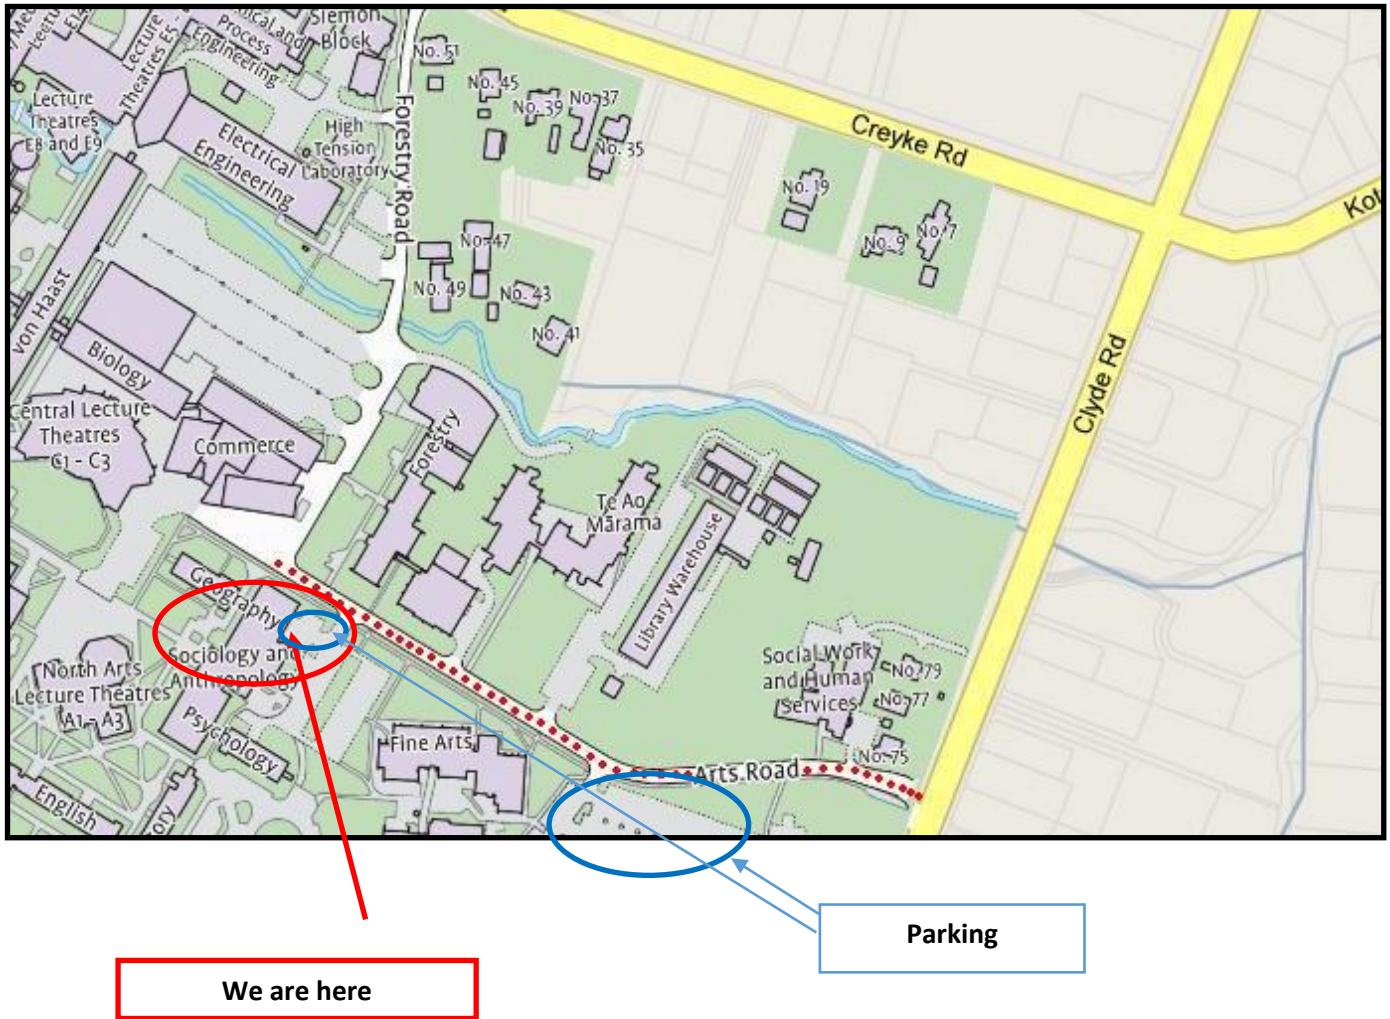 Siemon
Block
Process
Engineering
Lecture
Theatres E5 -
No. 51
No. 45
No. 39
No. 37
No. 35
Creyke Rd
Kot
Lecture
Theatres
E8 and E9
Electrical
Engineering
High
Tension
Laboratory
Forestry Road
No. 19
No. 9
No. 7
No. 47
No. 49
No. 43
No. 41
von Haast
Biology
Clyde Rd
Central Lecture
Theatres
C1 - C3
Commerce
Forestry
Te Ao
Mārama
Library Warehouse
Geography
Sociology and
Anthropology
North Arts
Lecture Theatres
A1 - A3
Psychology
Social Work
and Human
Services
No. 79
No. 77
No. 75
Fine Arts
Arts Road
English
ory
Parking
We are here